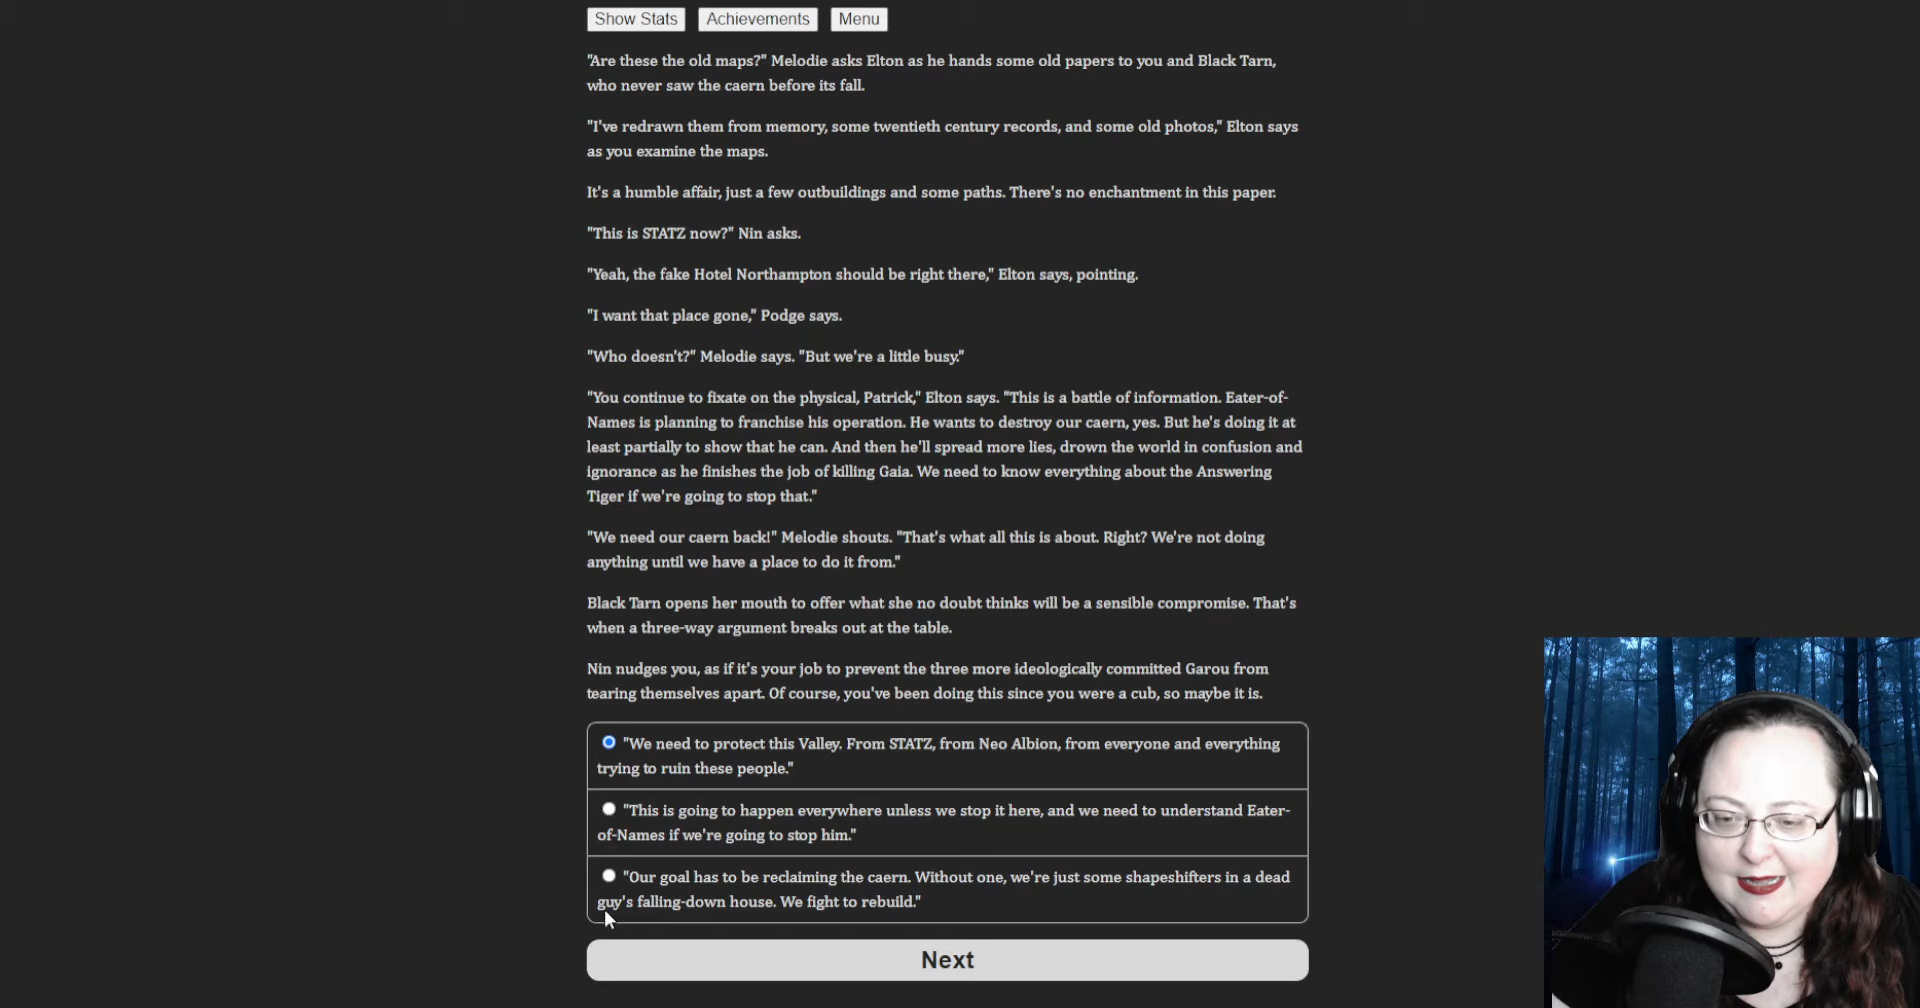 Show Stats
Achievements
Menu
"Are these the old maps?" Melodie asks Elton as he hands some old papers to you and Black Tarn,
who never saw the caern before its fall.
"I've redrawn them from memory, some twentieth century records, and some old photos," Elton says
as you examine the maps.
It's a humble affair, just a few outbuildings and some paths. There's no enchantment in this paper.
"This is STATZ now?" Nin asks.
"Yeah, the fake Hotel Northampton should be right there," Elton says, pointing.
"I want that place gone," Podge says.
"Who doesn't?" Melodie says. "But we're a little busy."
"You continue to fixate on the physical, Patrick," Elton says. "This is a battle of information. Eater-of-
Names is planning to franchise his operation. He wants to destroy our caern, yes. But he's doing it at
least partially to show that he can. And then he'll spread more lies, drown the world in confusion and
ignorance as he finishes the job of killing Gaia. We need to know everything about the Answering
Tiger if we're going to stop that."
"We need our caern back!" Melodie shouts. "That's what all this is about. Right? We're not doing
anything until we have a place to do it from."
Black Tarn opens her mouth to offer what she no doubt thinks will be a sensible compromise. That's
when a three-way argument breaks out at the table.
Nin nudges you, as if it's your job to prevent the three more ideologically committed Garou from
tearing themselves apart. Of course, you've been doing this since you were a cub, so maybe it is.
"We need to protect this Valley. From STATZ, from Neo Albion, from everyone and everything
trying to ruin these people."
"This is going to happen everywhere unless we stop it here, and we need to understand Eater-
of-Names if we're going to stop him."
"Our goal has to be reclaiming the caern. Without one, we're just some shapeshifters in a dead
guy's falling-down house. We fight to rebuild."
Next